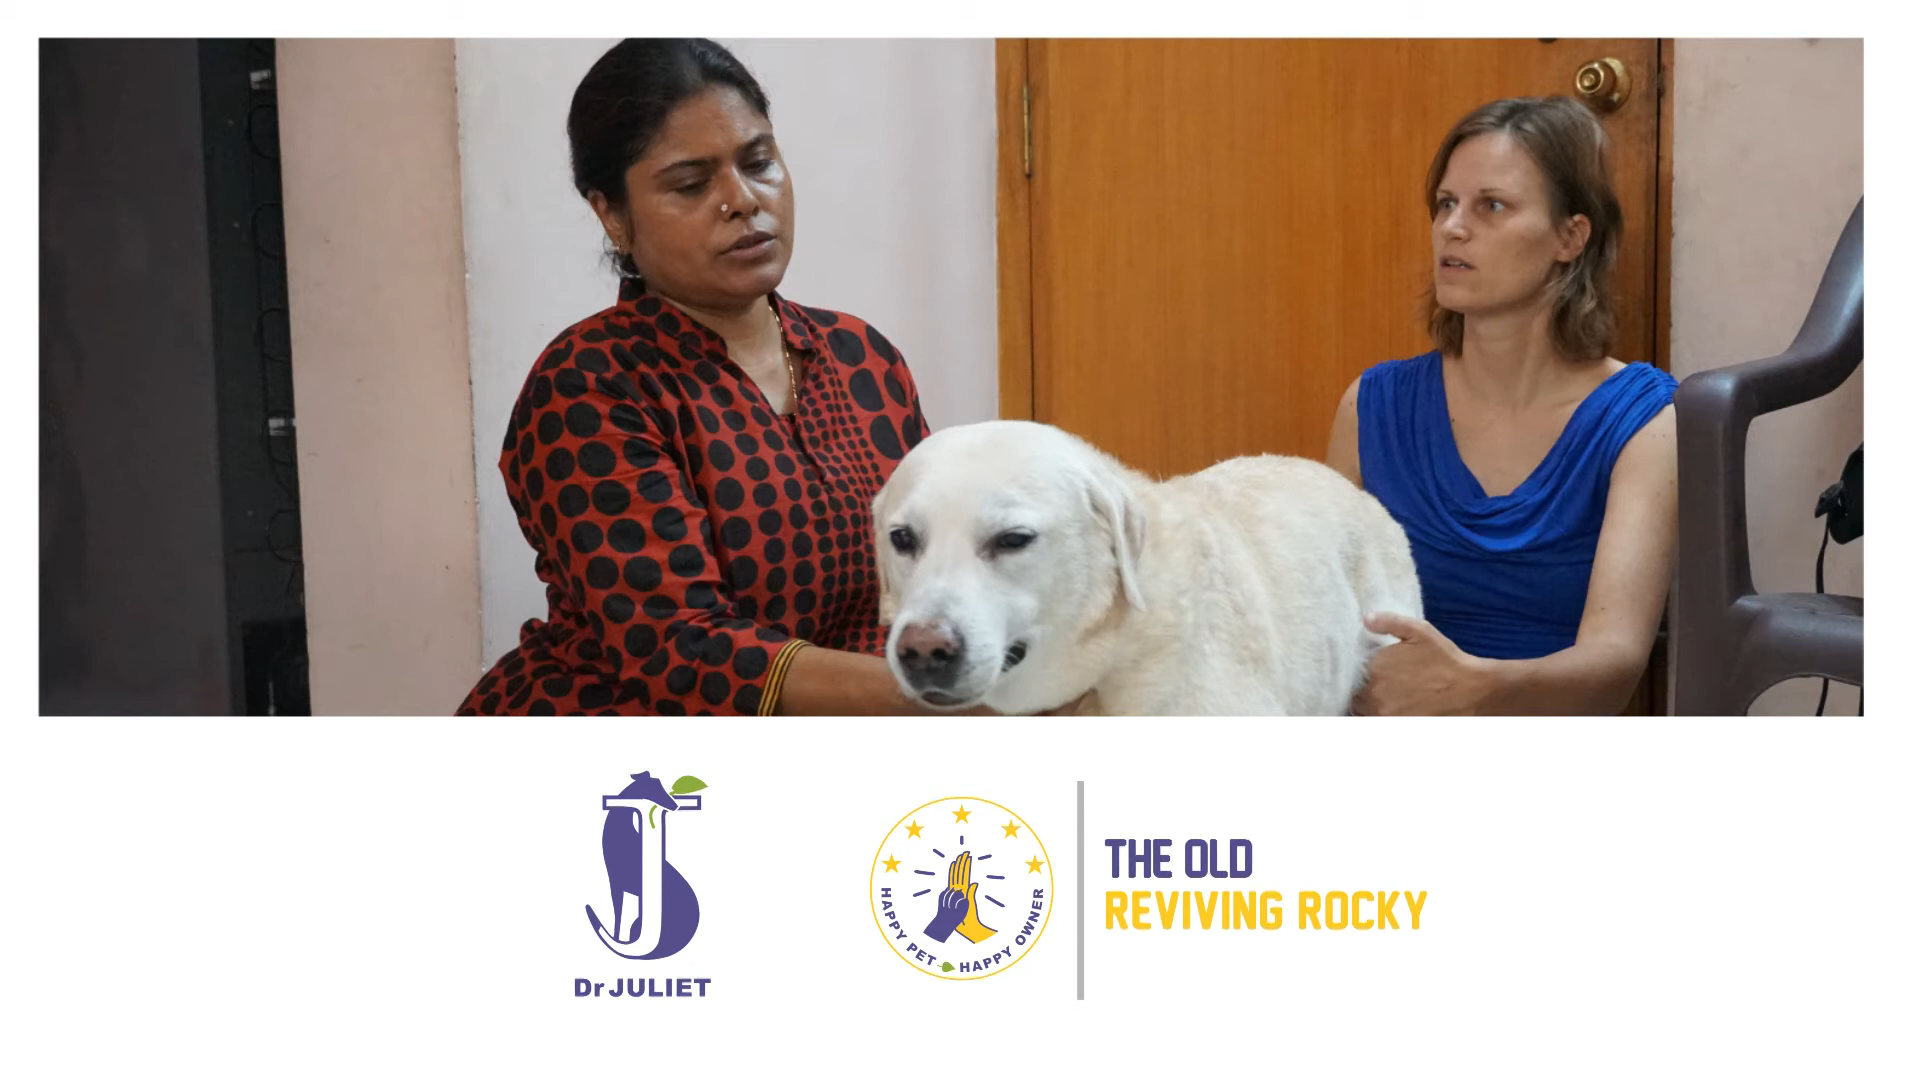 Dr JULIET
HAPPY PET HAPPY OWNER
THE OLD
REVIVING ROCKY